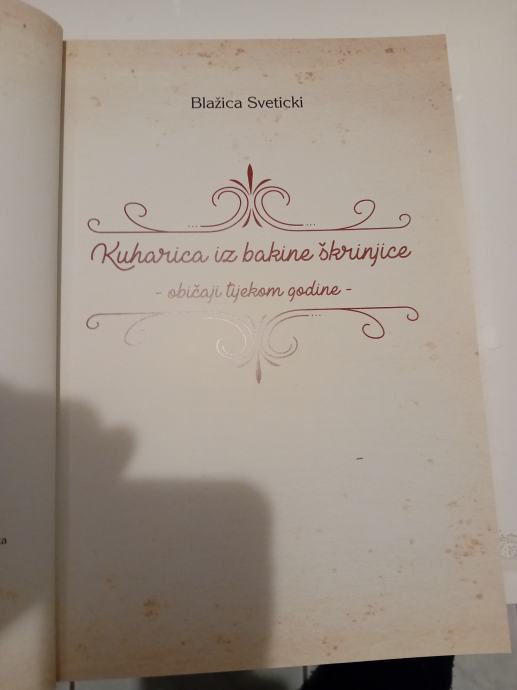 Blažica Sveticki
Kuharica iz bakine škrinjice
- običaji tijekom godine -